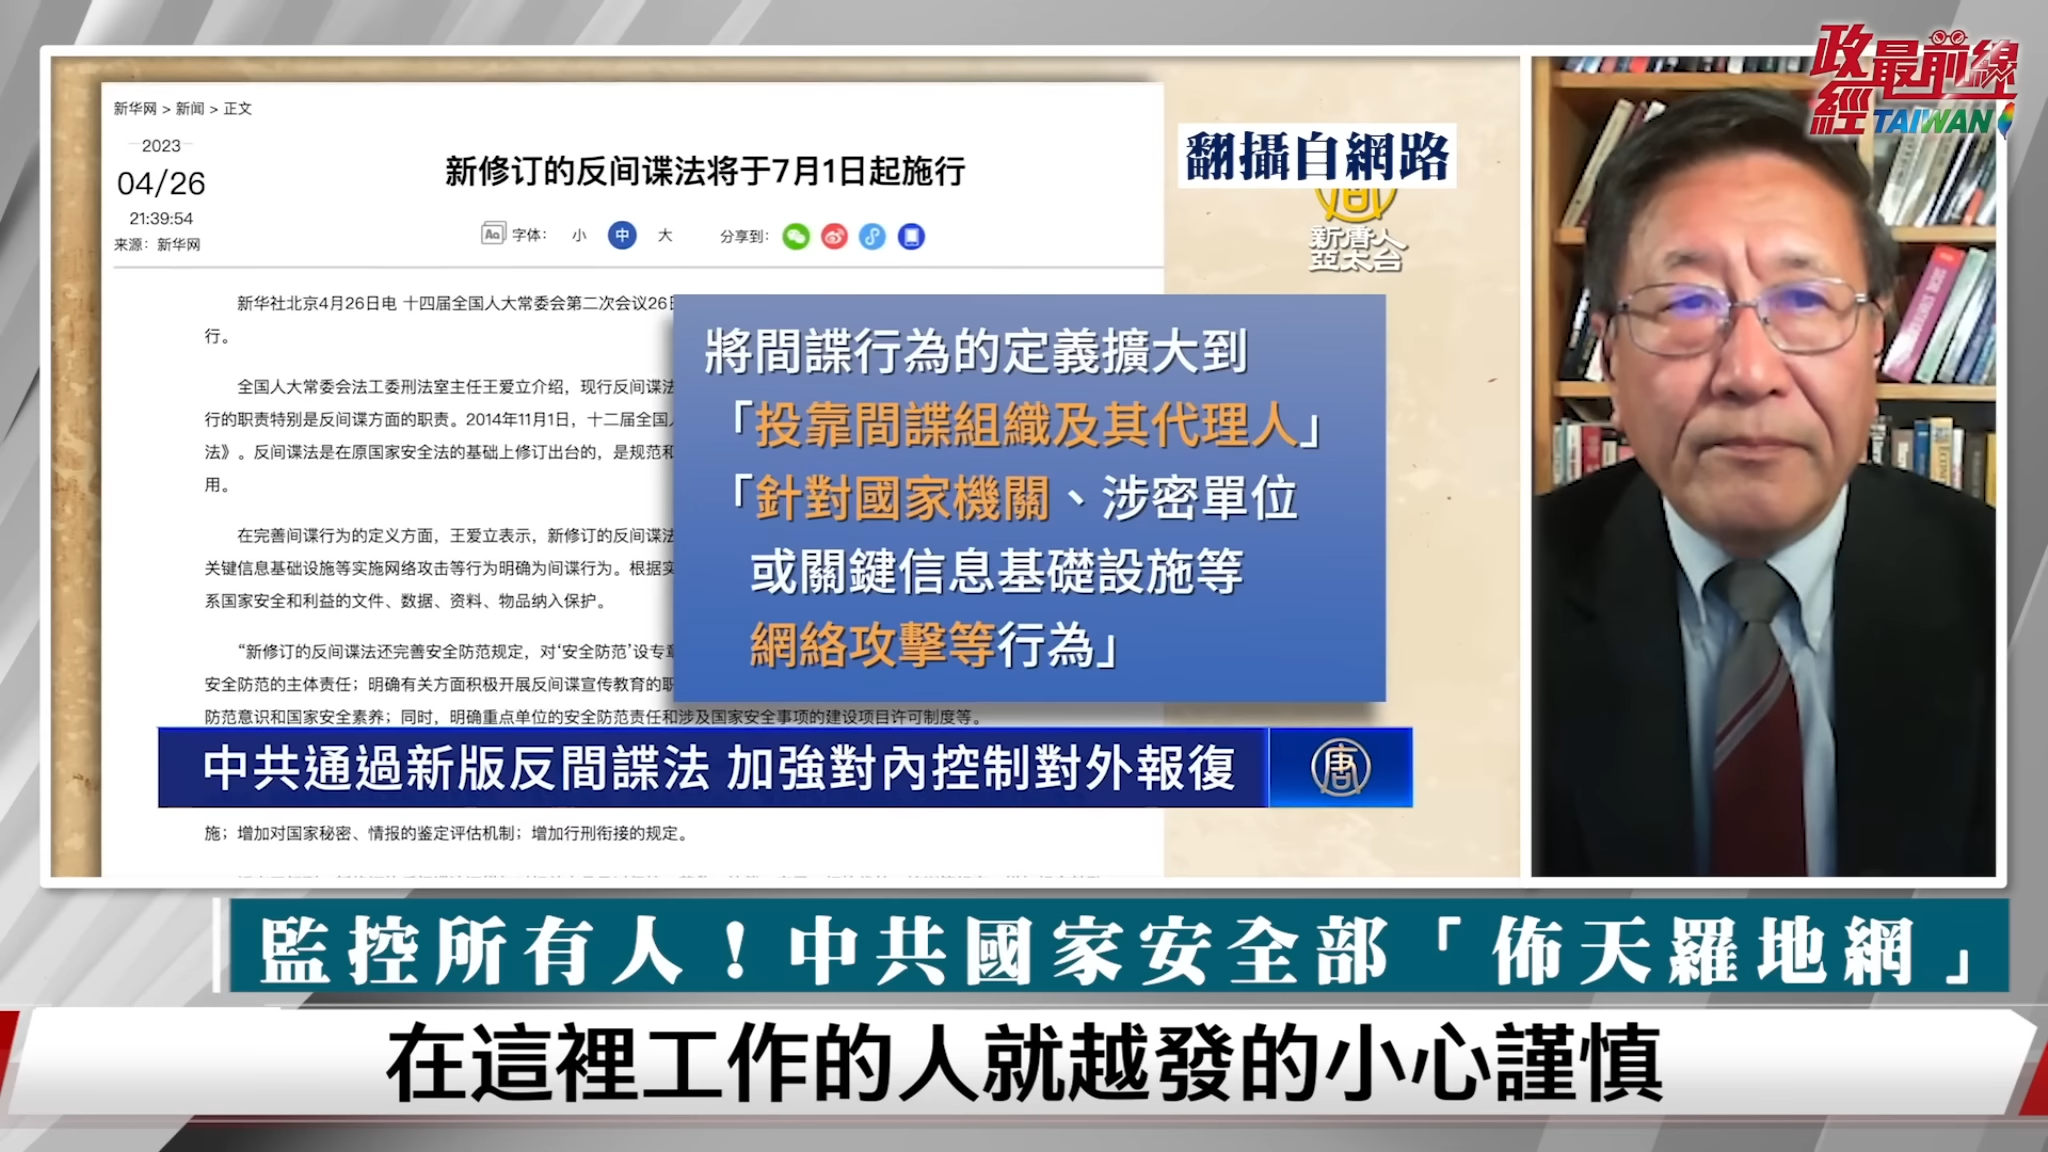 政經最前線
TAIWAN
新华网 > 新闻 > 正文
2023
04/26
21:39:54
来源：新华网
新修订的反间谍法将于7月1日起施行
字体： 小 中 大 分享到：
翻攝自網路
新唐人
亞太台
新华社北京4月26日电 十四届全国人大常委会第二次会议26
行。
全国人大常委会法工委刑法室主任王爱立介绍，现行反间谍法
行的职责特别是反间谍方面的职责。2014年11月1日，十二届全国
法》。反间谍法是在原国家安全法的基础上修订出台的，是规范和
用。
在完善间谍行为的定义方面，王爱立表示，新修订的反间谍法
关键信息基础设施等实施网络攻击等行为明确为间谍行为。根据实
系国家安全和利益的文件、数据、资料、物品纳入保护。
“新修订的反间谍法还完善安全防范规定，对‘安全防范’设专章
安全防范的主体责任；明确有关方面积极开展反间谍宣传教育的职
防范意识和国家安全素养；同时，明确重点单位的安全防范责任和涉及国家安全事项的建设项目许可制度等。
將間諜行為的定義擴大到
「投靠間諜組織及其代理人」
「針對國家機關、涉密單位
或關鍵信息基礎設施等
網絡攻擊等行為」
中共通過新版反間諜法 加強對內控制對外報復
唐
施；增加对国家秘密、情报的鉴定评估机制；增加行刑衔接的规定。
監控所有人！中共國家安全部「佈天羅地網」
在這裡工作的人就越發的小心謹慎